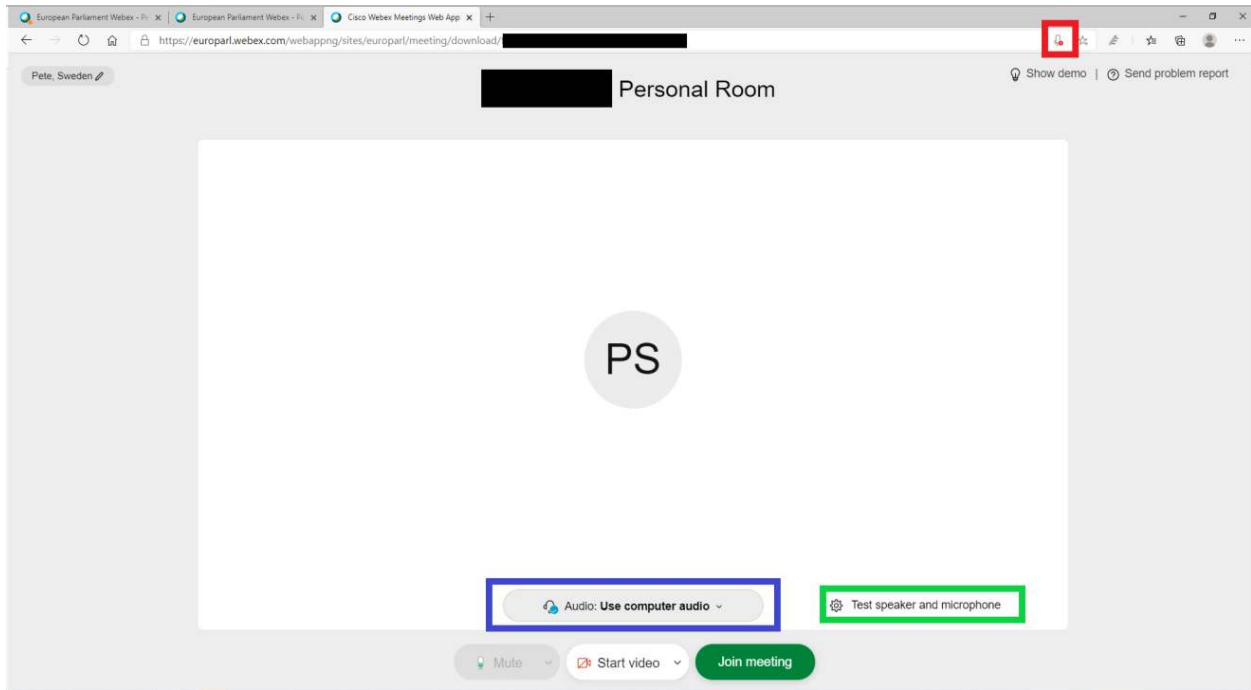 European Parliament Webex - European Parliament Webex - Cisco Webex Meetings Web App
https://europarl.webex.com/webappng/sites/europarl/meeting/download/
Pete, Sweden
Personal Room
Show demo | Send problem report
PS
Audio: Use computer audio
Test speaker and microphone
Mute
Start video
Join meeting